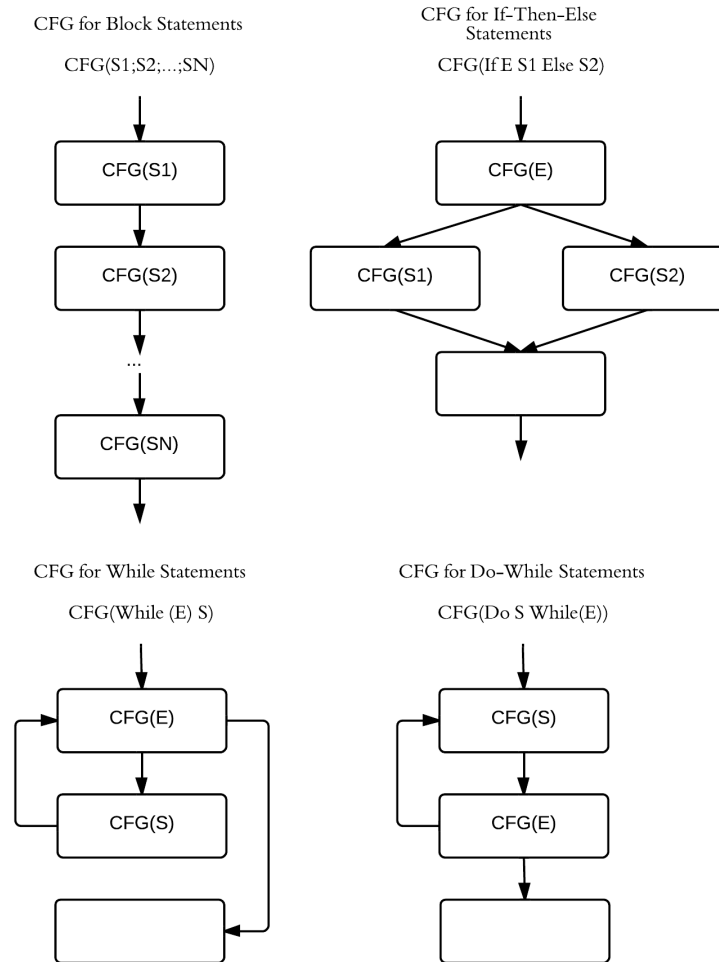 CFG for Block Statements
CFG(S1;S2;...;SN)
CFG(S1)
CFG(S2)
...
CFG(SN)
CFG for If-Then-Else
Statements
CFG(If E S1 Else S2)
CFG(E)
CFG(S1)
CFG(S2)
CFG for While Statements
CFG(While (E) S)
CFG(E)
CFG(S)
CFG for Do-While Statements
CFG(Do S While(E))
CFG(S)
CFG(E)